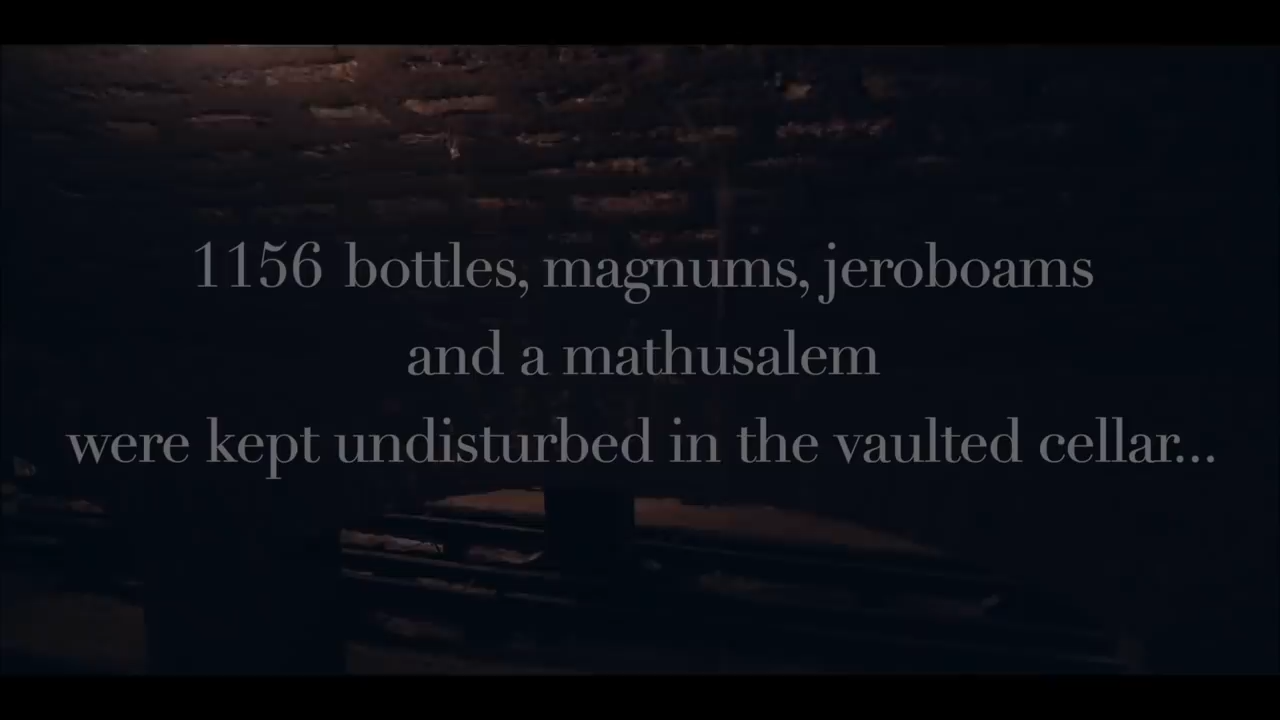 1156 bottles, magnums, jeroboams
and a mathusalem
were kept undisturbed in the vaulted cellar...